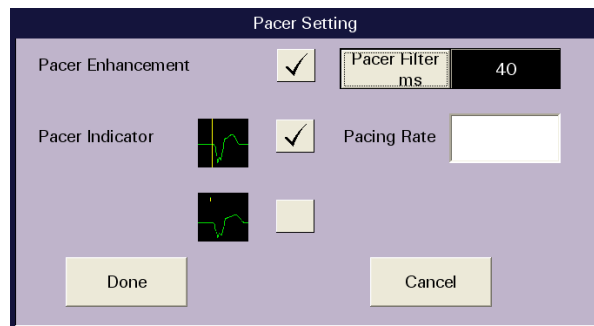 Pacer Setting
Pacer Enhancement
Pacer Filter
ms
40
Pacer Indicator
Pacing Rate
Done
Cancel